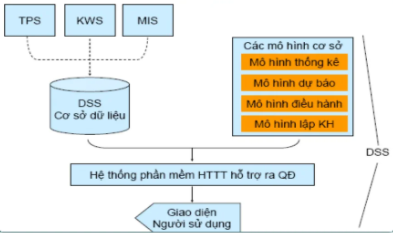 TPS
KWS
MIS
DSS
Cơ sở dữ liệu
Các mô hình cơ sở
Mô hình thống kê
Mô hình dự báo
Mô hình điều hành
Mô hình lập KH
DSS
Hệ thống phần mềm HTTT hỗ trợ ra QĐ
Giao diện
Người sử dụng